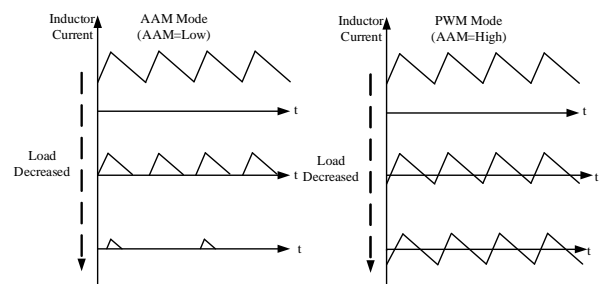 Inductor
Current
AAM Mode
(AAM=Low)
t
Load
Decreased
t
t
Inductor
Current
PWM Mode
(AAM=High)
t
Load
Decreased
t
t